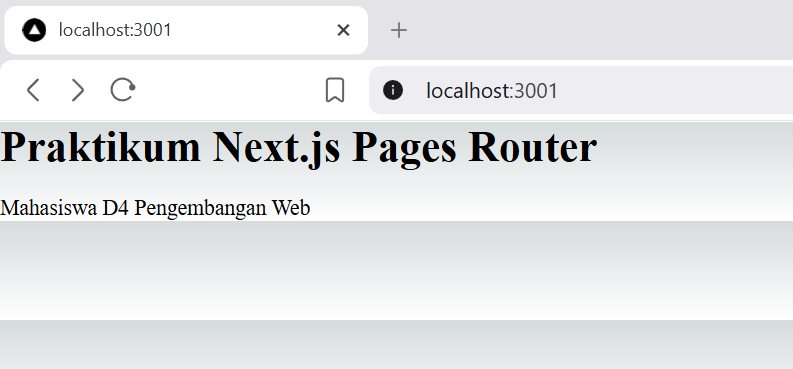 localhost:3001
localhost:3001
Praktikum Next.js Pages Router
Mahasiswa D4 Pengembangan Web